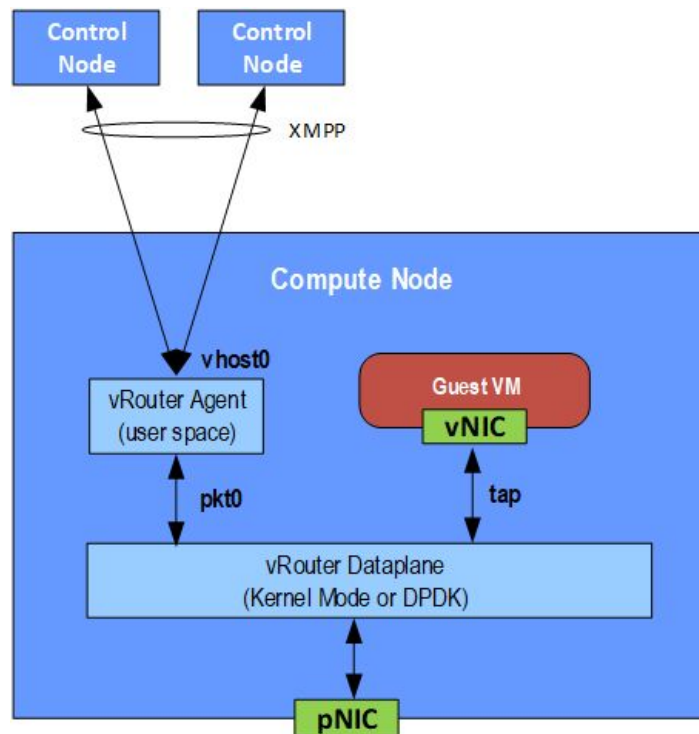 Control
Node
Control
Node
XMPP
Compute Node
vhost0
vRouter Agent
(user space)
Guest VM
vNIC
pkt0
tap
vRouter Dataplane
(Kernel Mode or DPDK)
pNIC